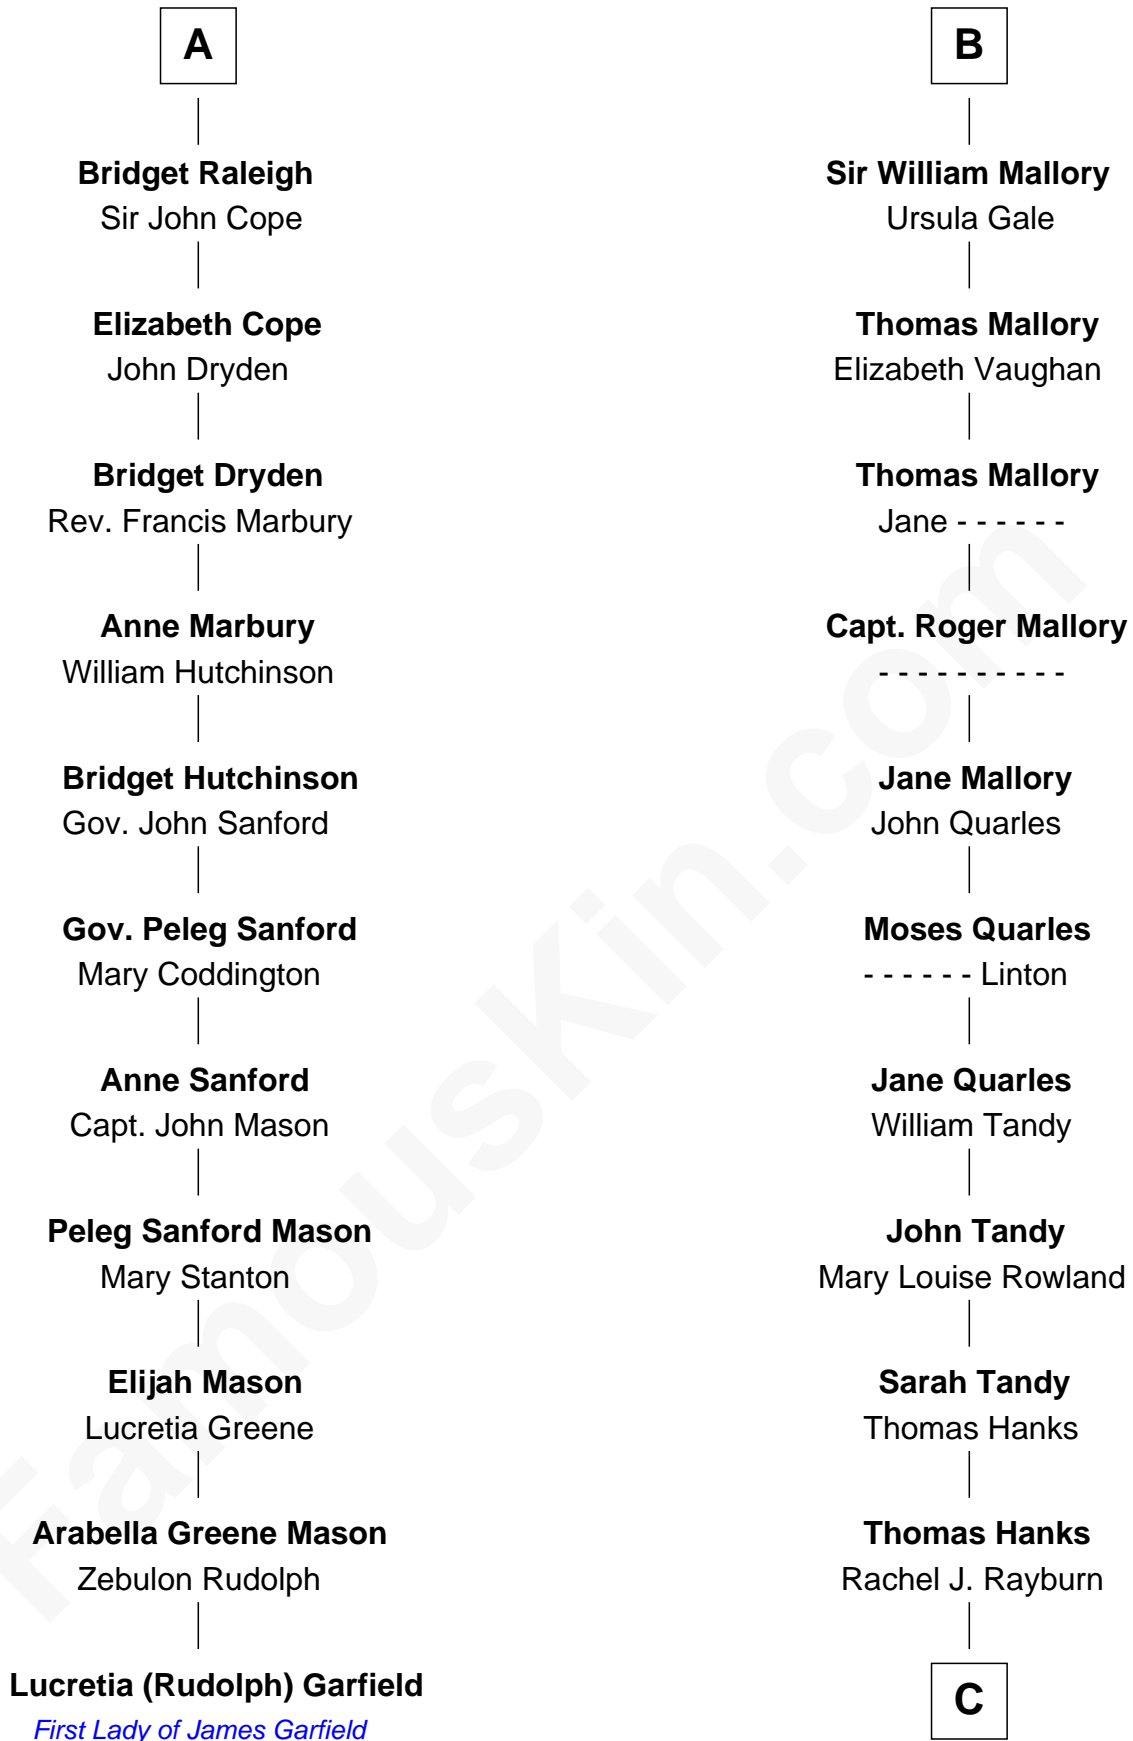 A
Bridget Raleigh
Sir John Cope
Elizabeth Cope
John Dryden
Bridget Dryden
Rev. Francis Marbury
Anne Marbury
William Hutchinson
Bridget Hutchinson
Gov. John Sanford
Gov. Peleg Sanford
Mary Coddington
Anne Sanford
Capt. John Mason
Peleg Sanford Mason
Mary Stanton
Elijah Mason
Lucretia Greene
Arabella Greene Mason
Zebulon Rudolph
Lucretia (Rudolph) Garfield
First Lady of James Garfield
B
Sir William Mallory
Ursula Gale
Thomas Mallory
Elizabeth Vaughan
Thomas Mallory
Jane - - - - - -
Capt. Roger Mallory
- - - - - - - - - -
Jane Mallory
John Quarles
Moses Quarles
- - - - - - Linton
Jane Quarles
William Tandy
John Tandy
Mary Louise Rowland
Sarah Tandy
Thomas Hanks
Thomas Hanks
Rachel J. Rayburn
C
FamousKin.com